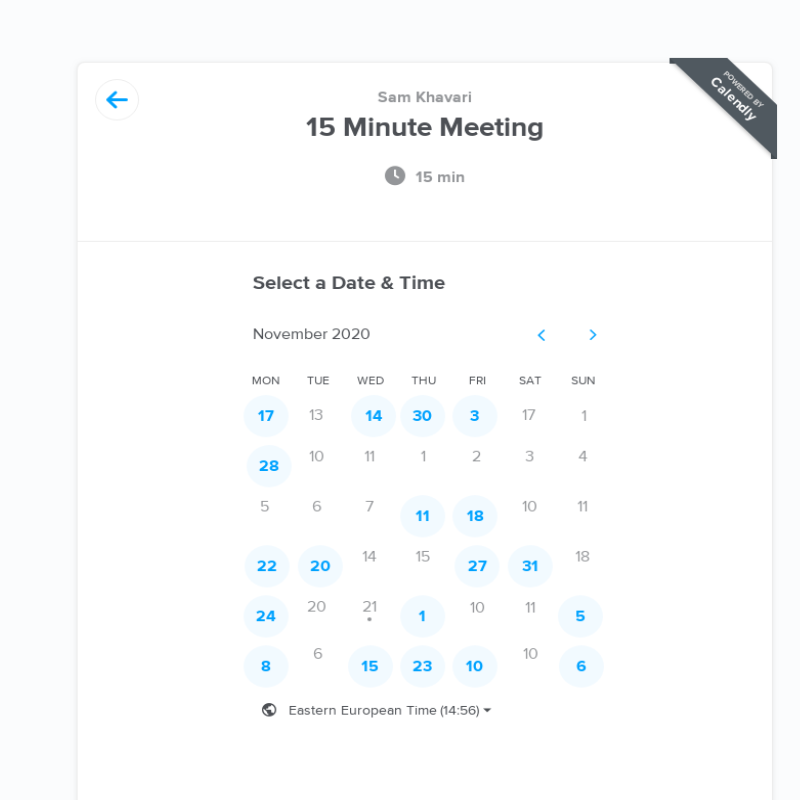 POWERED BY
Calendly
Sam Khavari
15 Minute Meeting
15 min
Select a Date & Time
November 2020
MON TUE WED THU FRI SAT SUN
17 13 14 30 3 17 1
28 10 11 1 2 3 4
5 6 7 11 18 10 11
22 20 14 15 27 31 18
24 20 21 1 10 11 5
8 6 15 23 10 10 6
Eastern European Time (14:56)